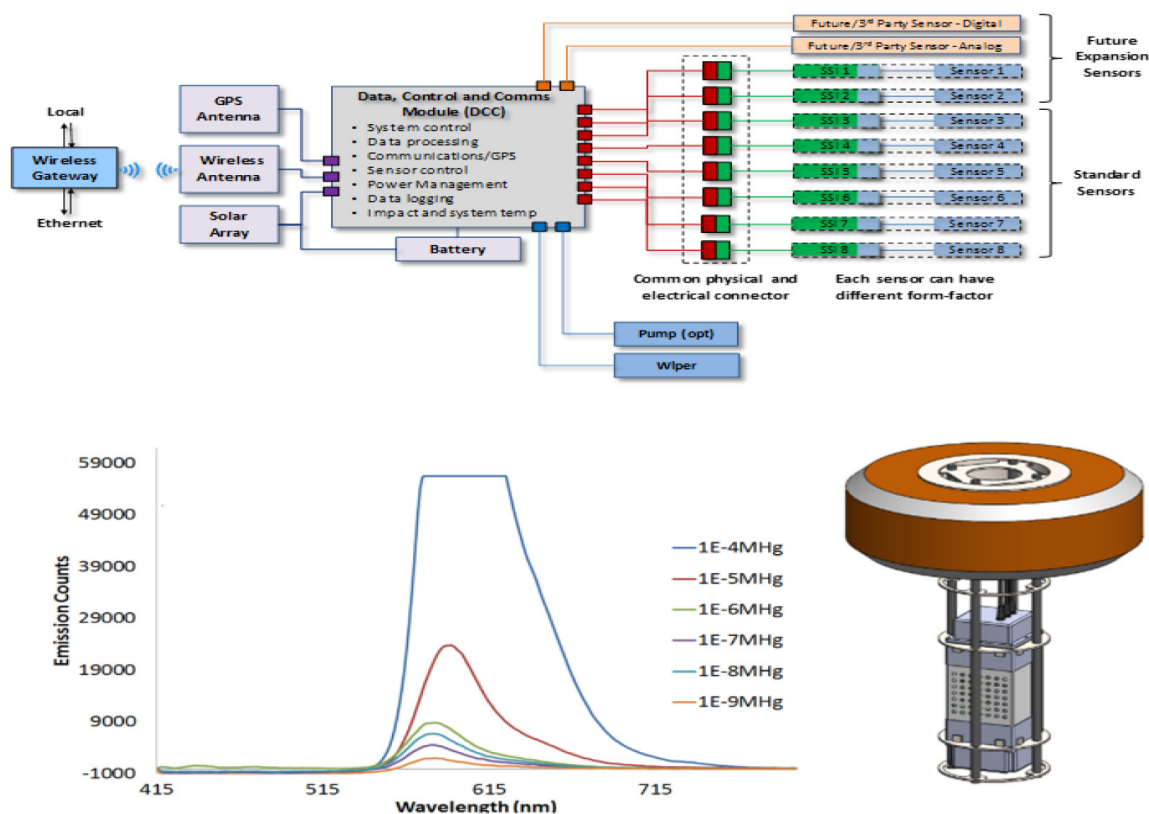 Future/3rd Party Sensor - Digital
Future/3rd Party Sensor - Analog
Future
Expansion
Sensors
SSI 1
Sensor 1
SSI 2
Sensor 2
SSI 3
Sensor 3
SSI 4
Sensor 4
SSI 5
Sensor 5
SSI 6
Sensor 6
SSI 7
Sensor 7
SSI 8
Sensor 8
Standard
Sensors
Data, Control and Comms
Module (DCC)
• System control
• Data processing
• Communications/GPS
• Sensor control
• Power Management
• Data logging
• Impact and system temp
GPS
Antenna
Local
Wireless
Gateway
Ethernet
Wireless
Antenna
Solar
Array
Battery
Common physical and
electrical connector
Each sensor can have
different form-factor
Pump (opt)
Wiper
59000
49000
39000
29000
19000
9000
-1000
Emission Counts
415
515
615
715
Wavelength (nm)
1E-4MHg
1E-5MHg
1E-6MHg
1E-7MHg
1E-8MHg
1E-9MHg